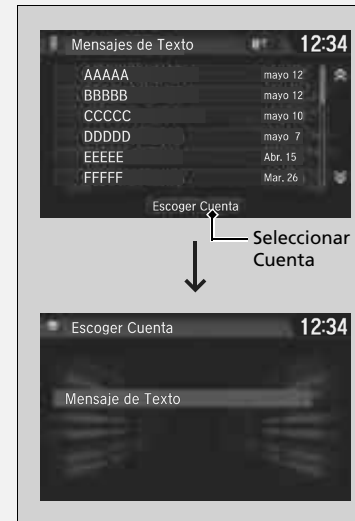 Mensajes de Texto 12:34
AAAAA mayo 12
BBBBB mayo 12
CCCCC mayo 10
DDDDD mayo 7
EEEEE Abr. 15
FFFFF Mar. 26
Escoger Cuenta
Seleccionar
Cuenta
Escoger Cuenta 12:34
Mensaje de Texto